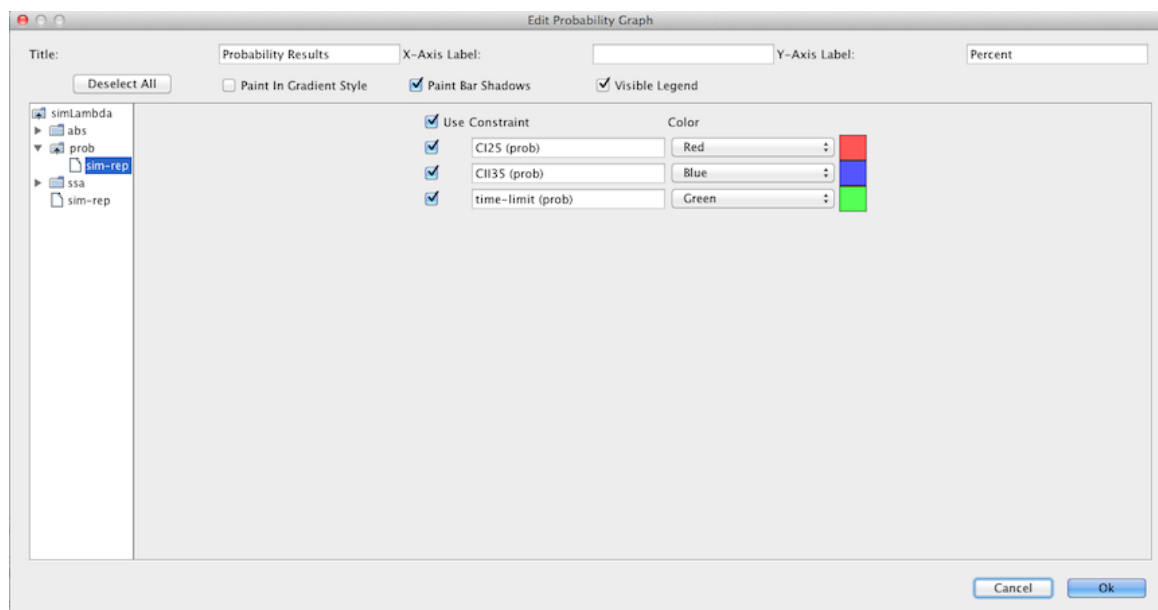 Edit Probability Graph
Title: Probability Results X-Axis Label: Y-Axis Label: Percent
Deselect All Paint In Gradient Style Paint Bar Shadows Visible Legend
simLambda
abs
prob
sim-rep
ssa
sim-rep
Use Constraint Color
CI25 (prob) Red
CII35 (prob) Blue
time-limit (prob) Green
Cancel Ok